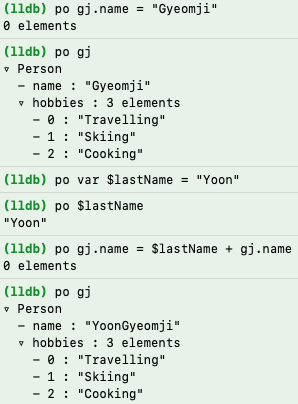 (lldb) po gj.name = "Gyeomji"
0 elements
(lldb) po gj
▿ Person
- name : "Gyeomji"
▿ hobbies : 3 elements
- 0 : "Travelling"
- 1 : "Skiing"
- 2 : "Cooking"
(lldb) po var $lastName = "Yoon"
(lldb) po $lastName
"Yoon"
(lldb) po gj.name = $lastName + gj.name
0 elements
(lldb) po gj
▿ Person
- name : "YoonGyeomji"
▿ hobbies : 3 elements
- 0 : "Travelling"
- 1 : "Skiing"
- 2 : "Cooking"